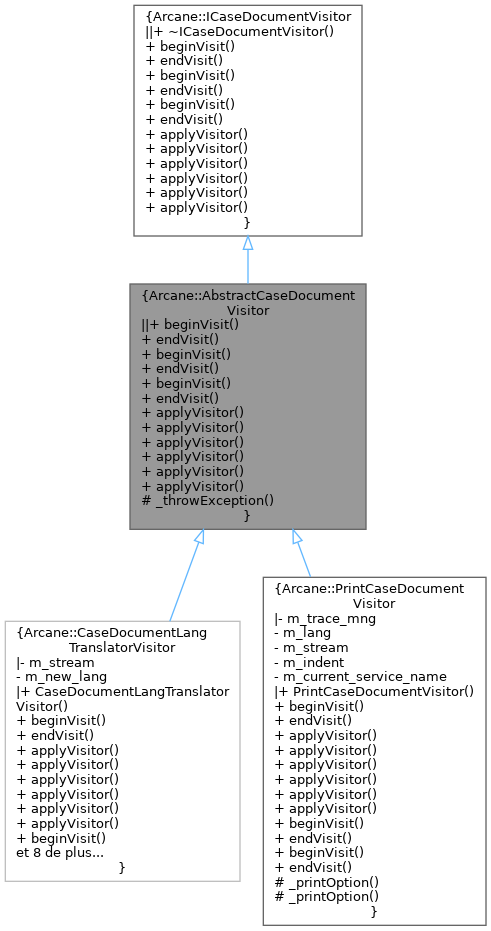 {Arcane::ICaseDocumentVisitor
||+ ~ICaseDocumentVisitor()
+ beginVisit()
+ endVisit()
+ beginVisit()
+ endVisit()
+ beginVisit()
+ endVisit()
+ applyVisitor()
+ applyVisitor()
+ applyVisitor()
+ applyVisitor()
+ applyVisitor()
+ applyVisitor()
}
{Arcane::AbstractCaseDocument
Visitor
||+ beginVisit()
+ endVisit()
+ beginVisit()
+ endVisit()
+ beginVisit()
+ endVisit()
+ applyVisitor()
+ applyVisitor()
+ applyVisitor()
+ applyVisitor()
+ applyVisitor()
+ applyVisitor()
# _throwException()
}
{Arcane::CaseDocumentLang
TranslatorVisitor
|- m_stream
- m_new_lang
|+ CaseDocumentLangTranslator
Visitor()
+ beginVisit()
+ endVisit()
+ applyVisitor()
+ applyVisitor()
+ applyVisitor()
+ applyVisitor()
+ applyVisitor()
+ applyVisitor()
+ beginVisit()
et 8 de plus...
}
{Arcane::PrintCaseDocument
Visitor
|- m_trace_mng
- m_lang
- m_stream
- m_indent
- m_current_service_name
|+ PrintCaseDocumentVisitor()
+ beginVisit()
+ endVisit()
+ applyVisitor()
+ applyVisitor()
+ applyVisitor()
+ applyVisitor()
+ applyVisitor()
+ applyVisitor()
+ beginVisit()
+ endVisit()
+ beginVisit()
+ endVisit()
# _printOption()
# _printOption()
}